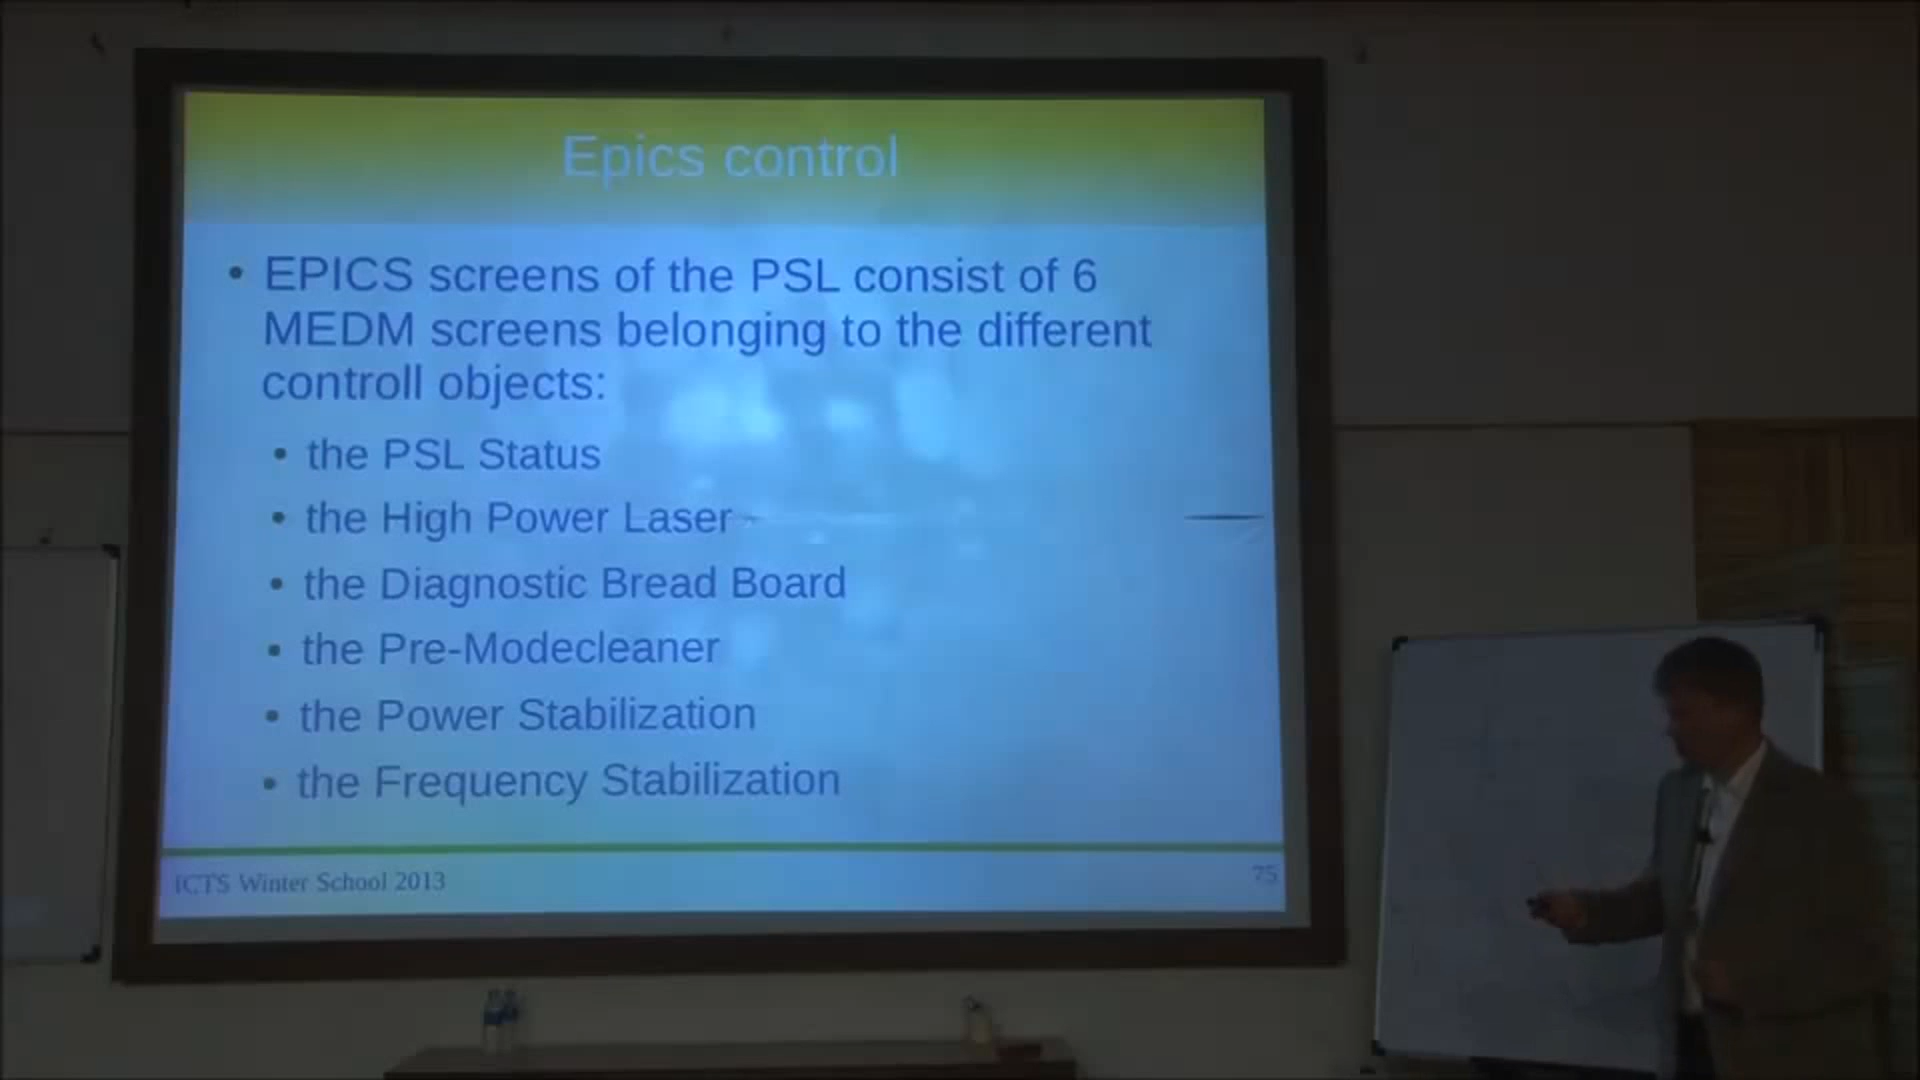 Epics control
• EPICS screens of the PSL consist of 6
MEDM screens belonging to the different
controll objects:
• the PSL Status
• the High Power Laser
• the Diagnostic Bread Board
• the Pre-Modecleaner
• the Power Stabilization
• the Frequency Stabilization
ICTS Winter School 2013
75